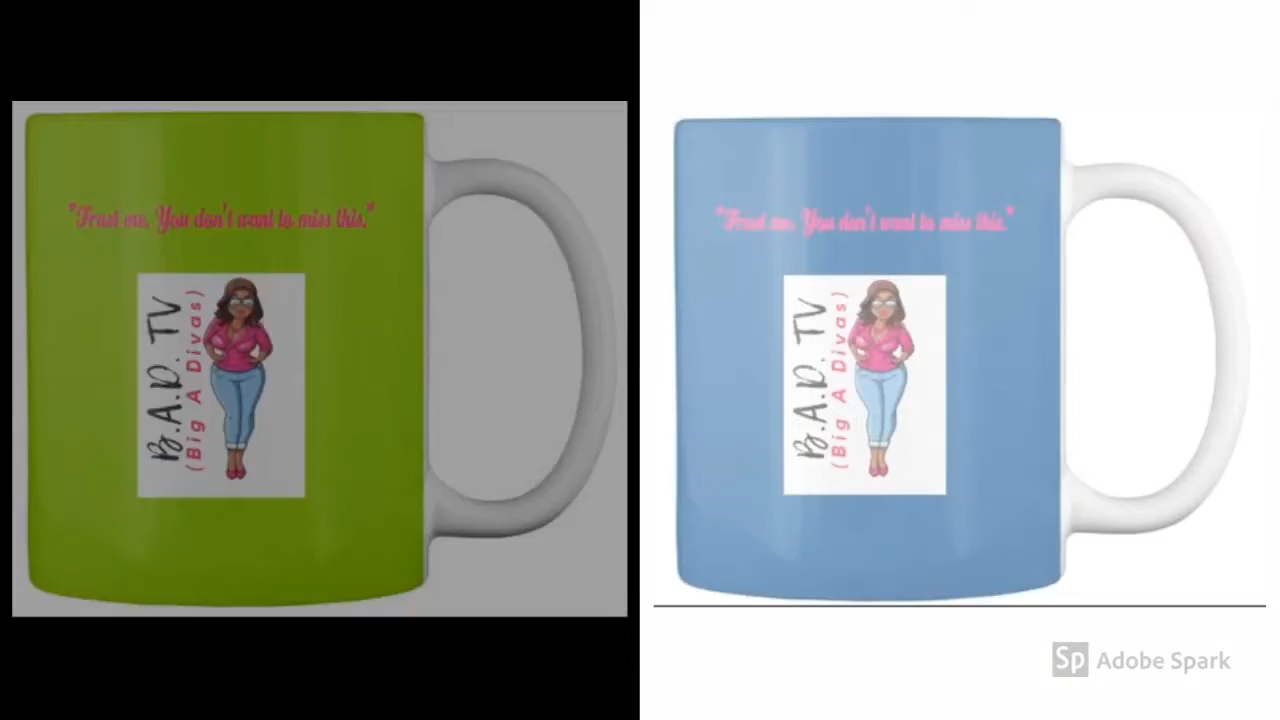 "Trust me, You don't want to miss this."
B.A.D. TV
(Big A Divas)
"Trust me, You don't want to miss this."
B.A.D. TV
(Big A Divas)
Sp Adobe Spark